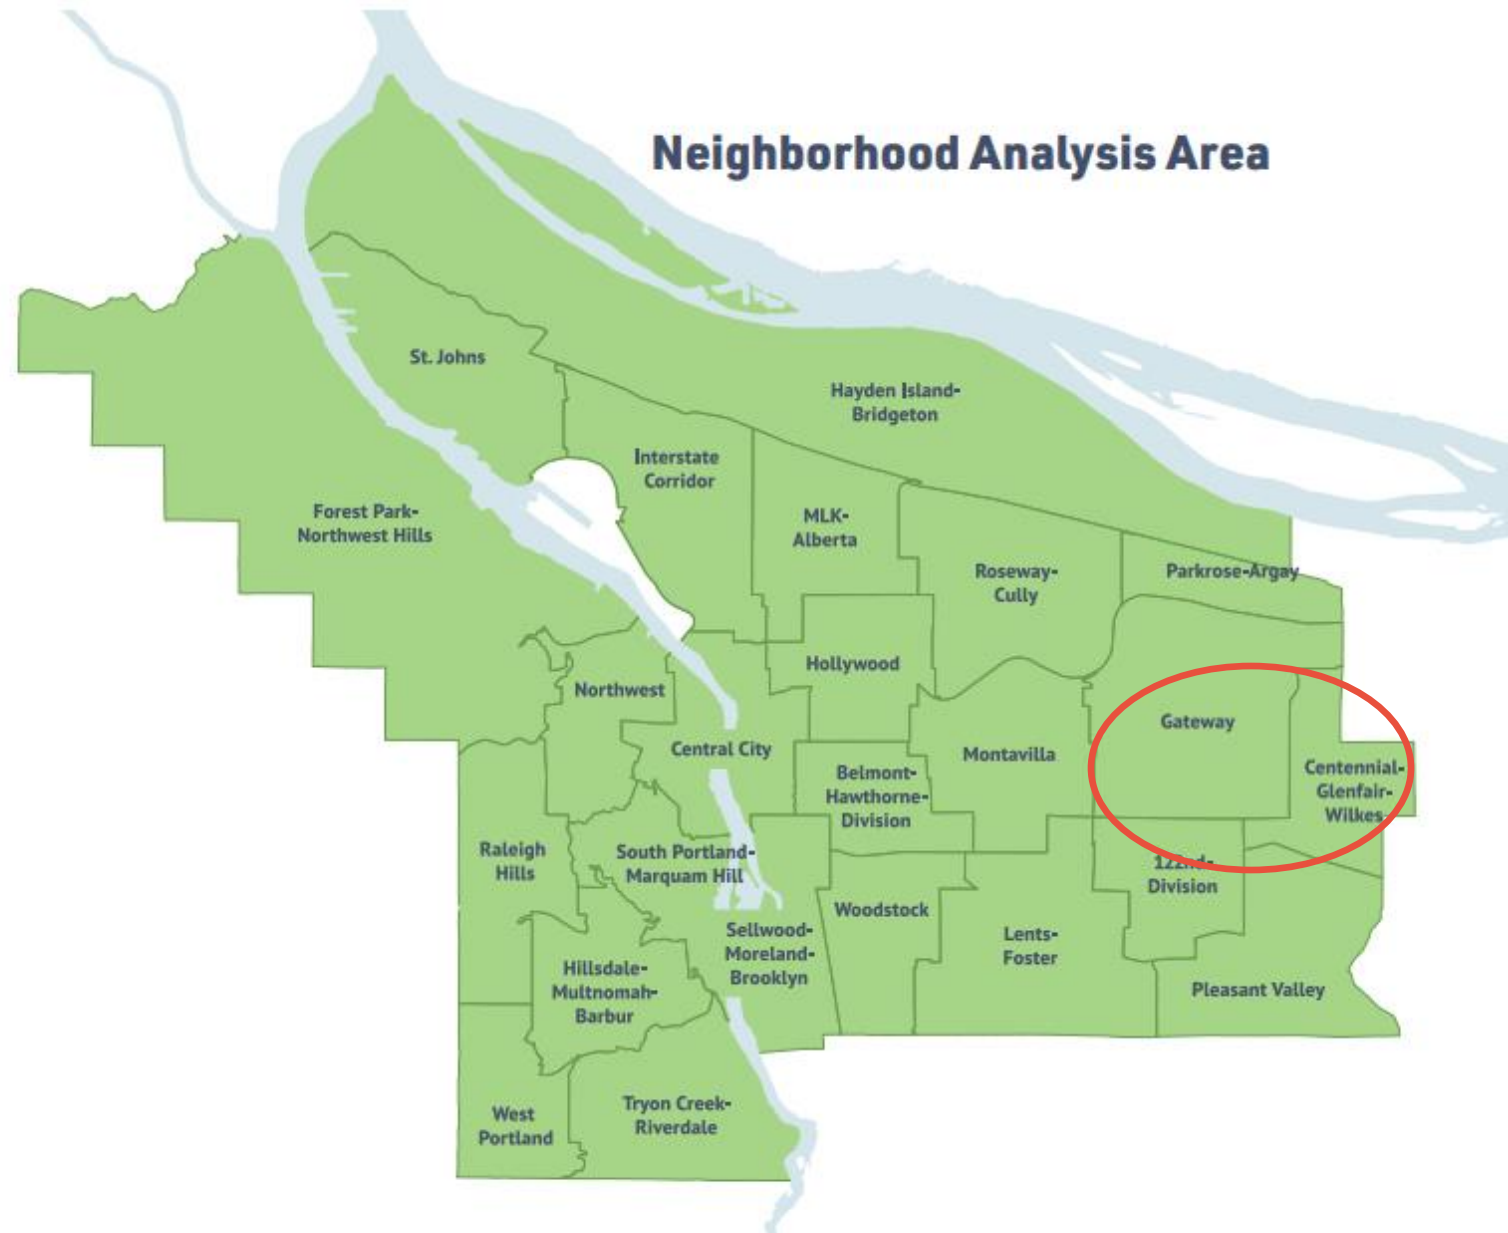 Neighborhood Analysis Area
St. Johns
Hayden Island-
Bridgeton
Interstate
Corridor
Forest Park-
Northwest Hills
MLK-
Alberta
Roseway-
Cully
Parkrose-Argay
Hollywood
Northwest
Gateway
Central City
Montavilla
Belmont-
Hawthorne-
Division
Centennial-
Glenfair-
Wilkes
Raleigh
Hills
South Portland-
Marquam Hill
122nd-
Division
Woodstock
Sellwood-
Moreland-
Brooklyn
Lents-
Foster
Hillsdale-
Multnomah-
Barbur
Pleasant Valley
West
Portland
Tryon Creek-
Riverdale